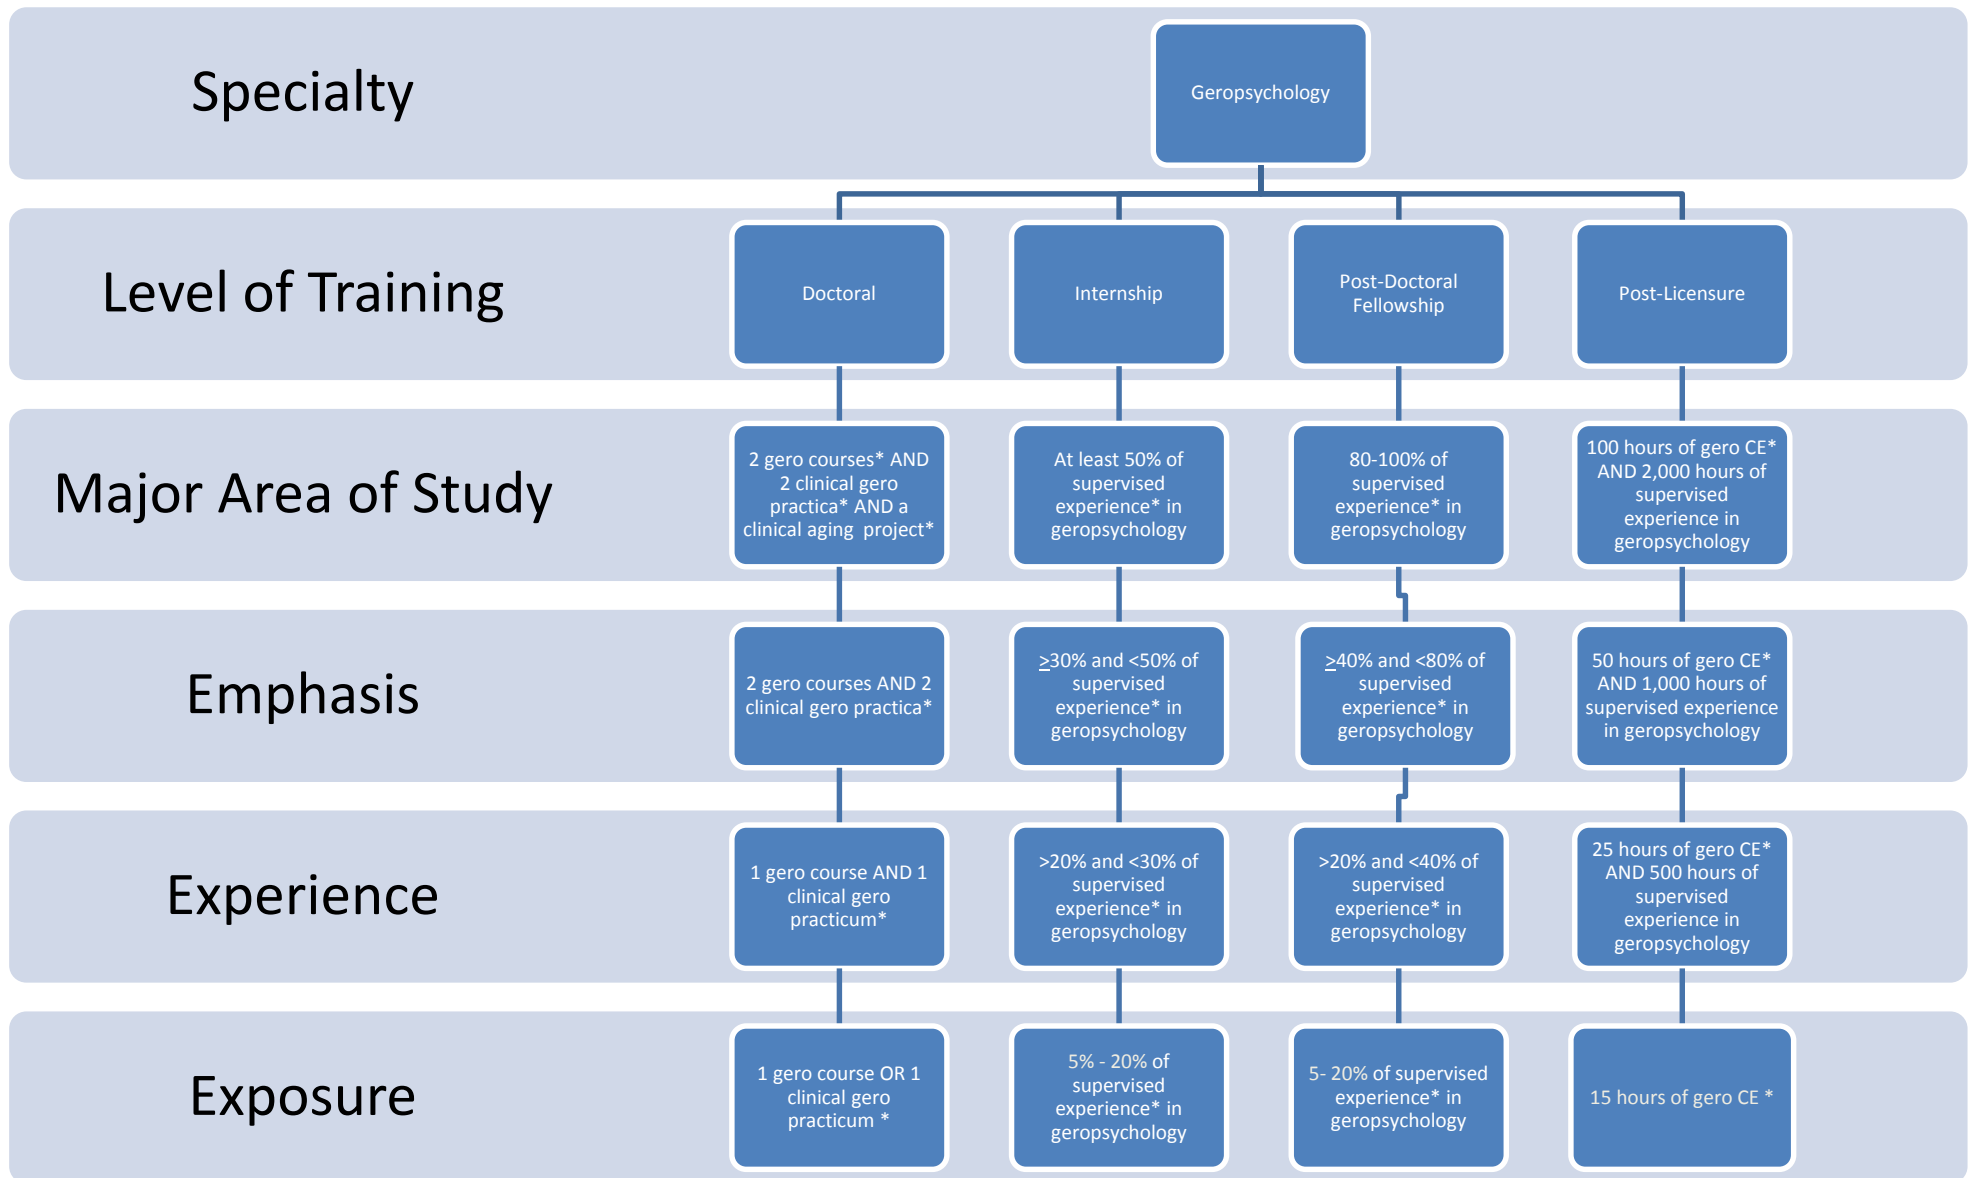 Specialty
Geropsychology
Level of Training
Doctoral
Internship
Post-Doctoral
Fellowship
Post-Licensure
Major Area of Study
2 gero courses* AND
2 clinical gero
practica* AND a
clinical aging  project*
At least 50% of
supervised
experience* in
geropsychology
80-100% of
supervised
experience* in
geropsychology
100 hours of gero CE*
AND 2,000 hours of
supervised
experience in
geropsychology
Emphasis
2 gero courses AND 2
clinical gero practica*
>30% and <50% of
supervised
experience* in
geropsychology
>40% and <80% of
supervised
experience* in
geropsychology
50 hours of gero CE*
AND 1,000 hours of
supervised experience
in geropsychology
Experience
1 gero course AND 1
clinical gero
practicum*
>20% and <30% of
supervised
experience* in
geropsychology
>20% and <40% of
supervised
experience* in
geropsychology
25 hours of gero CE*
AND 500 hours of
supervised
experience in
geropsychology
Exposure
1 gero course OR 1
clinical gero
practicum *
5% - 20% of
supervised
experience* in
geropsychology
5- 20% of supervised
experience* in
geropsychology
15 hours of gero CE *